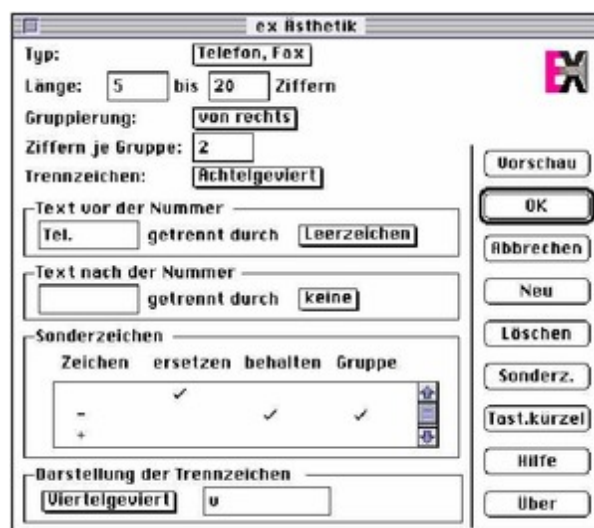 ex Ästhetik
Typ: Telefon, Fax
EX
Länge: 5 bis 20 Ziffern
Gruppierung: von rechts
Ziffern je Gruppe: 2
Trennzeichen: Achtelgeviert
Text vor der Nummer
Tel. getrennt durch Leerzeichen
Text nach der Nummer
getrennt durch keine
Sonderzeichen
Zeichen ersetzen behalten Gruppe
✓
- ✓ ✓
+
Darstellung der Trennzeichen
Viertelgeviert u
Vorschau
OK
Abbrechen
Neu
Löschen
Sonderz.
Tast.kürzel
Hilfe
Über